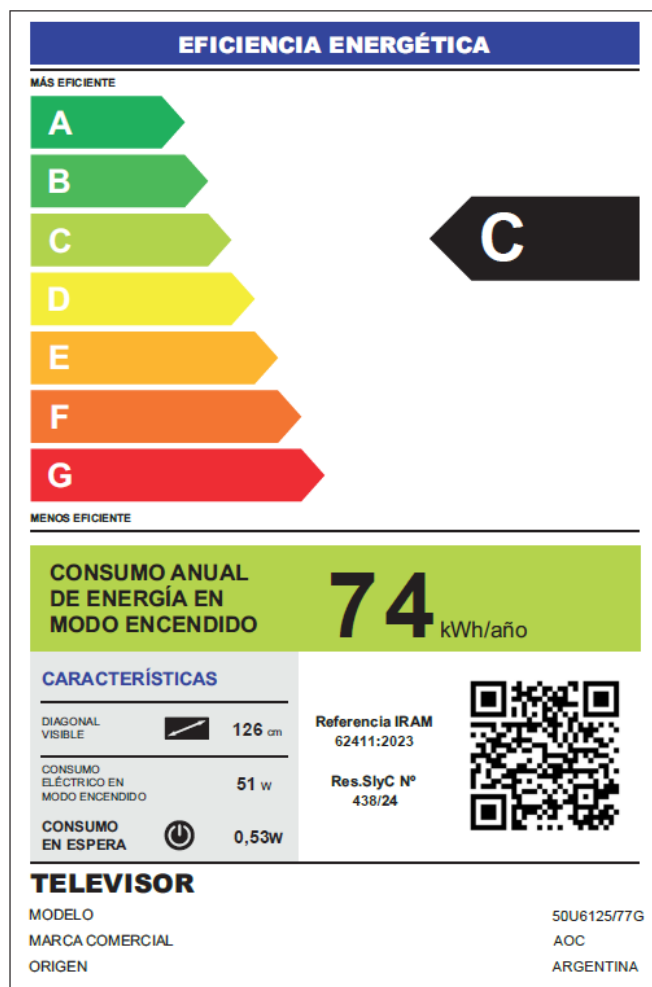 EFICIENCIA ENERGÉTICA
MÁS EFICIENTE
A
B
C
C
D
E
F
G
MENOS EFICIENTE
CONSUMO ANUAL
DE ENERGÍA EN
MODO ENCENDIDO
74 kWh/año
CARACTERÍSTICAS
DIAGONAL
VISIBLE
126 cm
CONSUMO
ELÉCTRICO EN
MODO ENCENDIDO
51 w
CONSUMO
EN ESPERA
0,53W
Referencia IRAM
62411:2023
Res.SIyC Nº
438/24
TELEVISOR
MODELO 50U6125/77G
MARCA COMERCIAL AOC
ORIGEN ARGENTINA